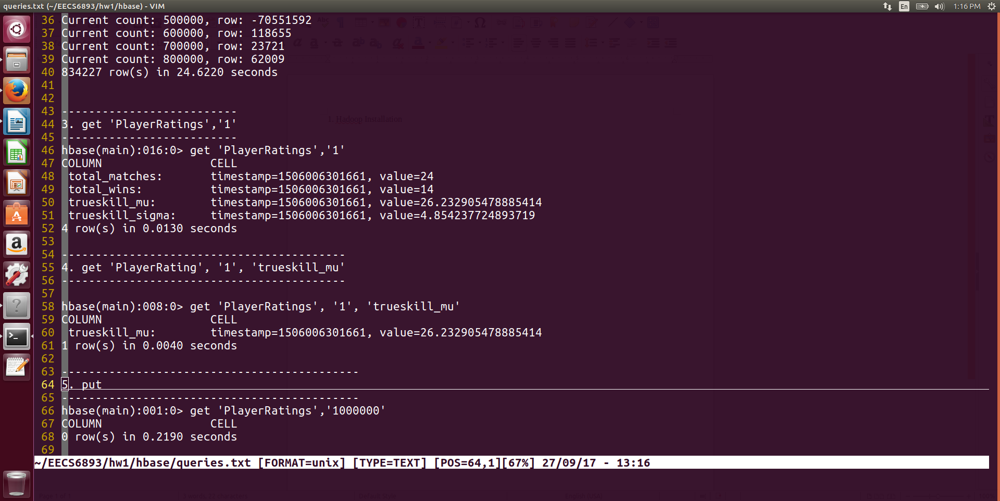 queries.txt (~/EECS6893/hw1/hbase) - VIM
En
1:16 PM
36 Current count: 500000, row: -70551592
37 Current count: 600000, row: 118655
38 Current count: 700000, row: 23721
39 Current count: 800000, row: 62009
40 834227 row(s) in 24.6220 seconds
41
42
43 --------------------------
1. Hadoop Installation
44 3. get 'PlayerRatings','1'
45 --------------------------
46 hbase(main):016:0> get 'PlayerRatings','1'
47 COLUMN                CELL
48  total_matches:       timestamp=1506006301661, value=24
49  total_wins:          timestamp=1506006301661, value=14
50  trueskill_mu:        timestamp=1506006301661, value=26.232905478885414
51  trueskill_sigma:     timestamp=1506006301661, value=4.854237724893719
52 4 row(s) in 0.0130 seconds
53
54 ------------------------------------------
55 4. get 'PlayerRating', '1', 'trueskill_mu'
56 ------------------------------------------
57
58 hbase(main):008:0> get 'PlayerRatings', '1', 'trueskill_mu'
59 COLUMN                CELL
60  trueskill_mu:        timestamp=1506006301661, value=26.232905478885414
61 1 row(s) in 0.0040 seconds
62
63 --------------------------------------------
64 5. put
65 --------------------------------------------
66 hbase(main):001:0> get 'PlayerRatings','1000000'
67 COLUMN                CELL
68 0 row(s) in 0.2190 seconds
69
~/EECS6893/hw1/hbase/queries.txt [FORMAT=unix] [TYPE=TEXT] [POS=64,1][67%] 27/09/17 - 13:16
Default Style
English (USA)